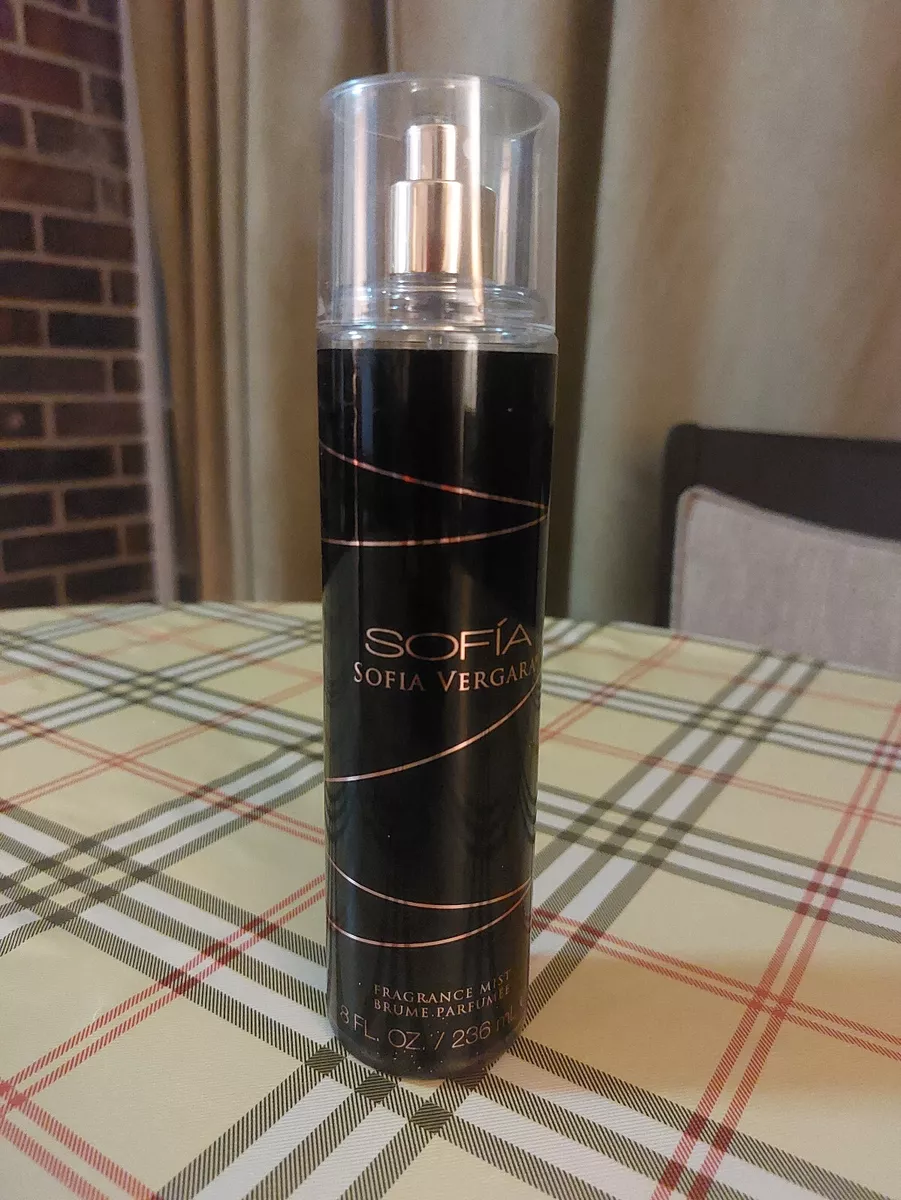 SOFÍA
SOFIA VERGARA
FRAGRANCE MIST
BRUME PARFUMÉE
8 FL. OZ. / 236 mL